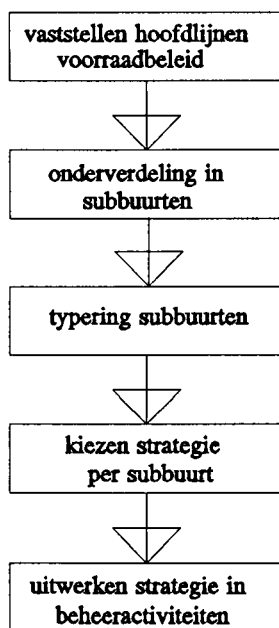 vaststellen hoofdlijnen
voorraadbeleid
onderverdeling in
subbuurten
typering subbuurten
kiezen strategie
per subbuurt
uitwerken strategie in
beheeractiviteiten